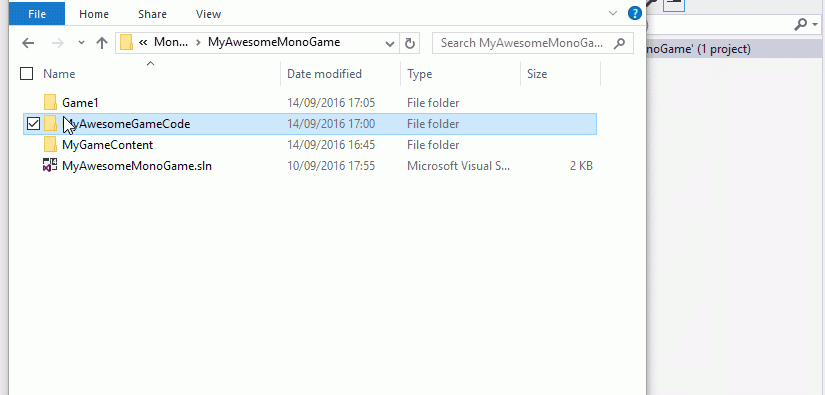 File Home Share View
« Mon... > MyAwesomeMonoGame Search MyAwesomeMonoGa...
noGame' (1 project)
Name Date modified Type Size
Game1 14/09/2016 17:05 File folder
MyAwesomeGameCode 14/09/2016 17:00 File folder
MyGameContent 14/09/2016 16:45 File folder
MyAwesomeMonoGame.sln 10/09/2016 17:55 Microsoft Visual S... 2 KB